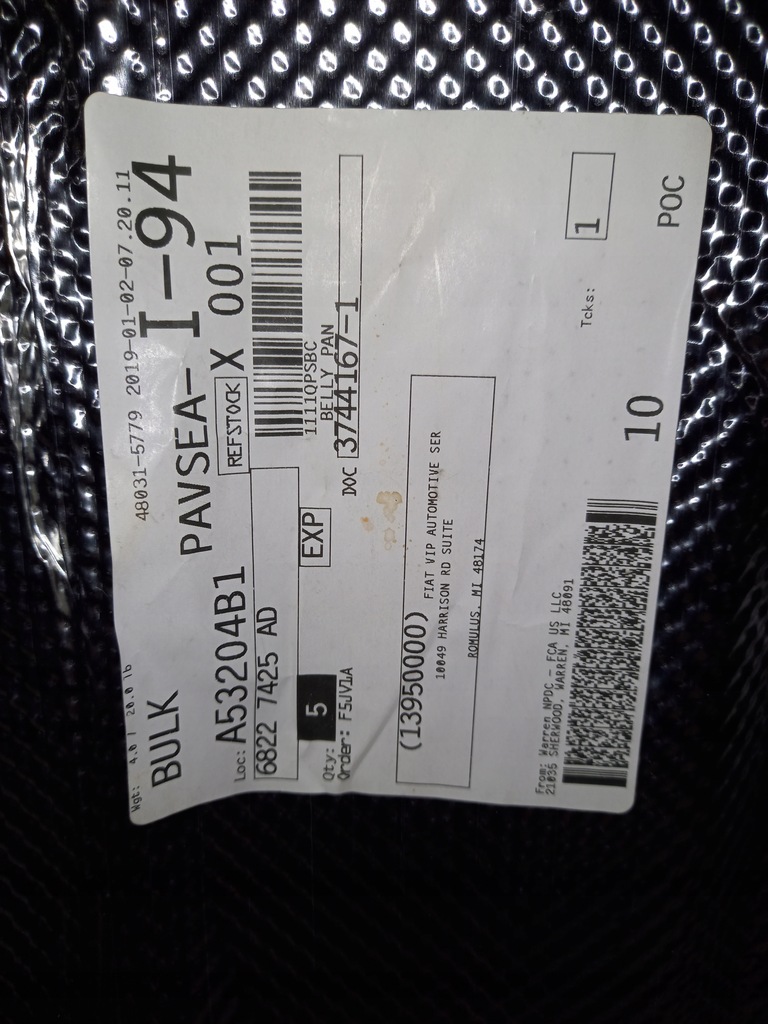 Wgt: 4.0 / 20.0 lb
48031-5779 2019-01-02-07.20.11
BULK PAVSEA- I-94
Loc: A53204B1 REFSTOCK X 001
6822 7425 AD
1111QPSBC
Qty: 5 EXP BELLY PAN
Order: F5JV1A DOC 3744167-1
(13950000) FIAT VIP AUTOMOTIVE SER
10049 HARRISON RD SUITE
ROMULUS, MI 48174
From: Warren NPDC - FCA US LLC
21035 SHERWOOD, WARREN, MI 48091
Tcks: 1
10
POC